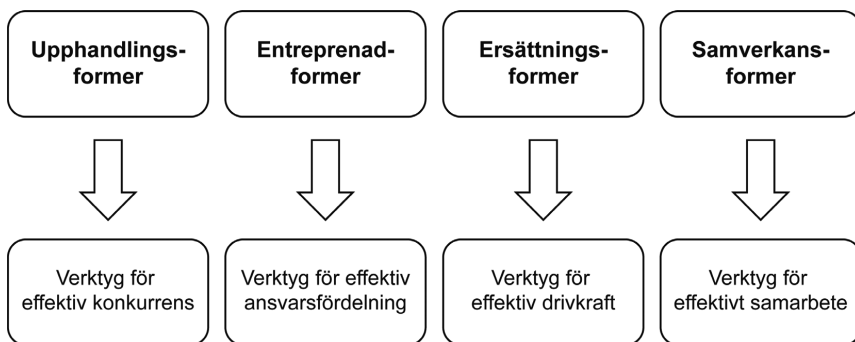 Upphandlings-
former
Entreprenad-
former
Ersättnings-
former
Samverkans-
former
Verktyg för
effektiv konkurrens
Verktyg för effektiv
ansvarsfördelning
Verktyg för
effektiv drivkraft
Verktyg för
effektivt samarbete